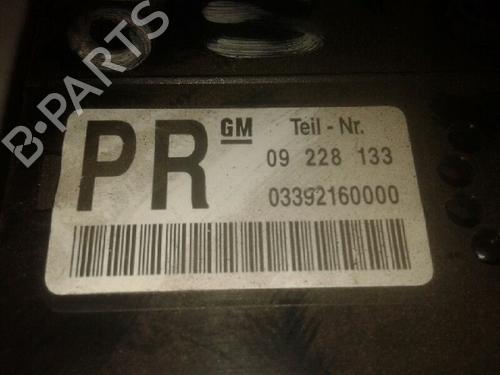 B-PARTS
PR GM Teil - Nr.
09 228 133
03392160000